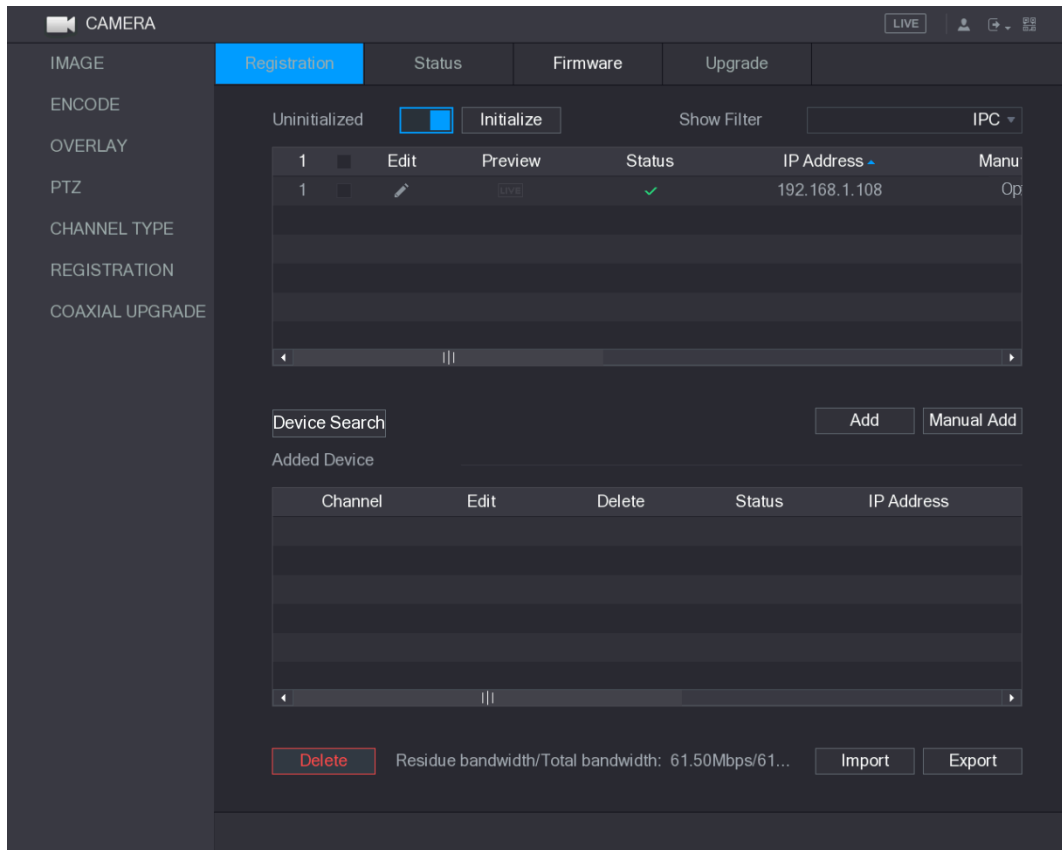 CAMERA LIVE
IMAGE
ENCODE
OVERLAY
PTZ
CHANNEL TYPE
REGISTRATION
COAXIAL UPGRADE
Registration Status Firmware Upgrade
Uninitialized Initialize Show Filter IPC
1 Edit Preview Status IP Address Manu
1 LIVE 192.168.1.108 Op
Device Search Add Manual Add
Added Device
Channel Edit Delete Status IP Address
Delete Residue bandwidth/Total bandwidth: 61.50Mbps/61... Import Export